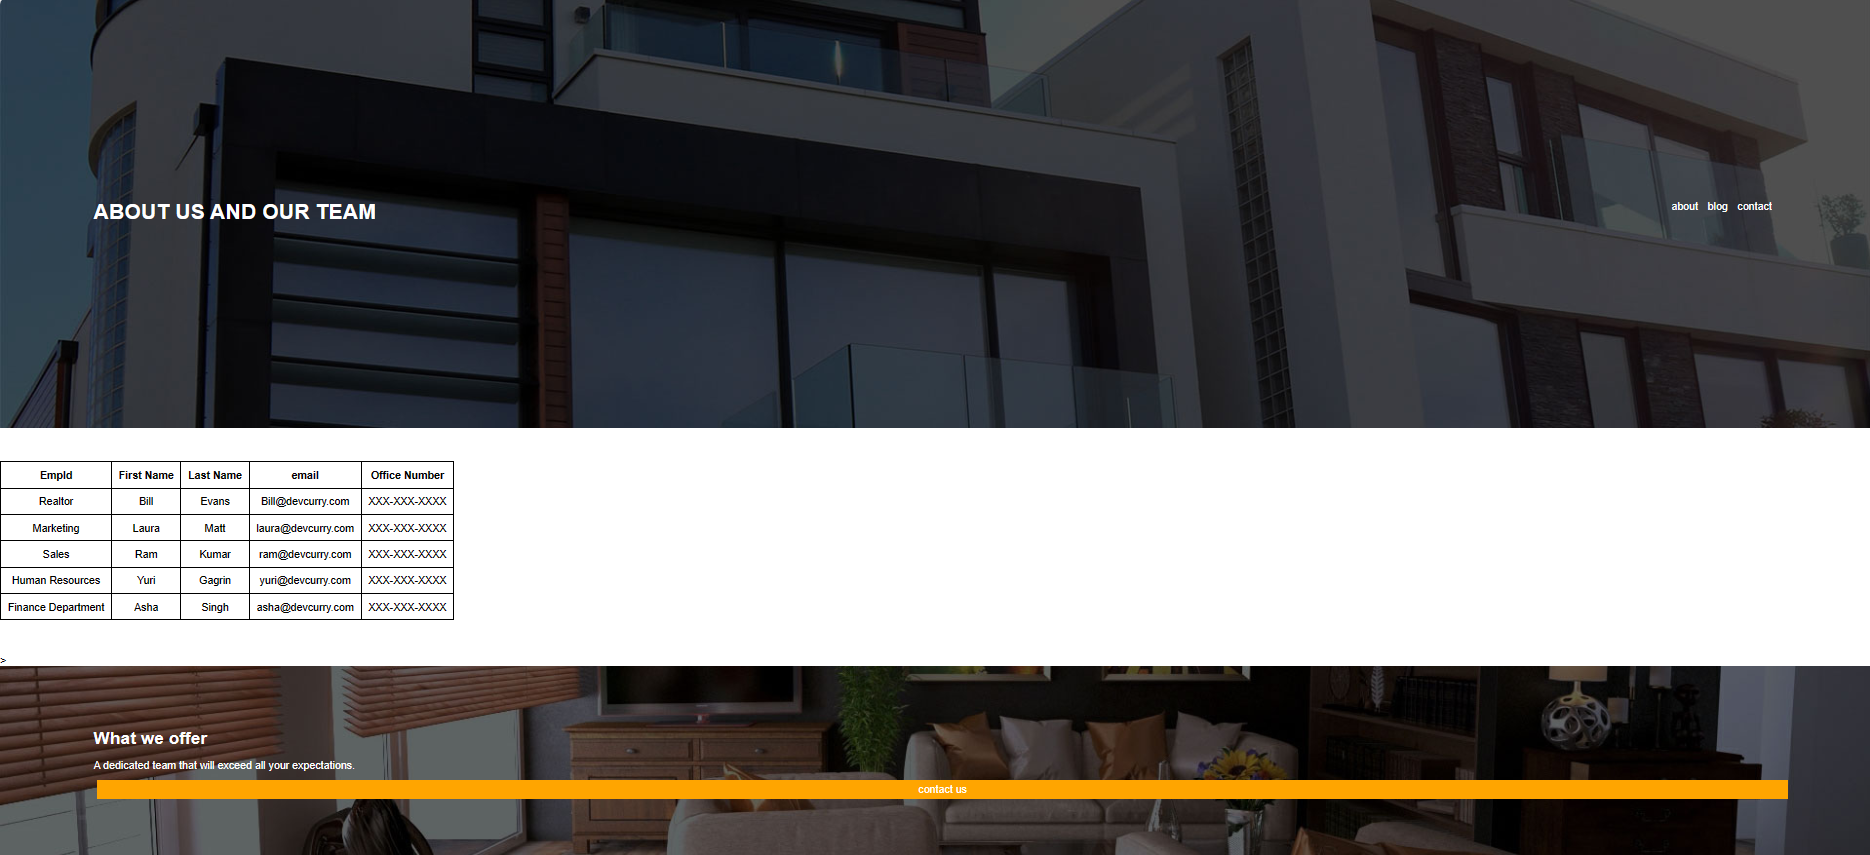 ABOUT US AND OUR TEAM
about blog contact
EmpId First Name Last Name email Office Number
Realtor Bill Evans Bill@devcurry.com XXX-XXX-XXXX
Marketing Laura Matt laura@devcurry.com XXX-XXX-XXXX
Sales Ram Kumar ram@devcurry.com XXX-XXX-XXXX
Human Resources Yuri Gagrin yuri@devcurry.com XXX-XXX-XXXX
Finance Department Asha Singh asha@devcurry.com XXX-XXX-XXXX
>
What we offer
A dedicated team that will exceed all your expectations.
contact us